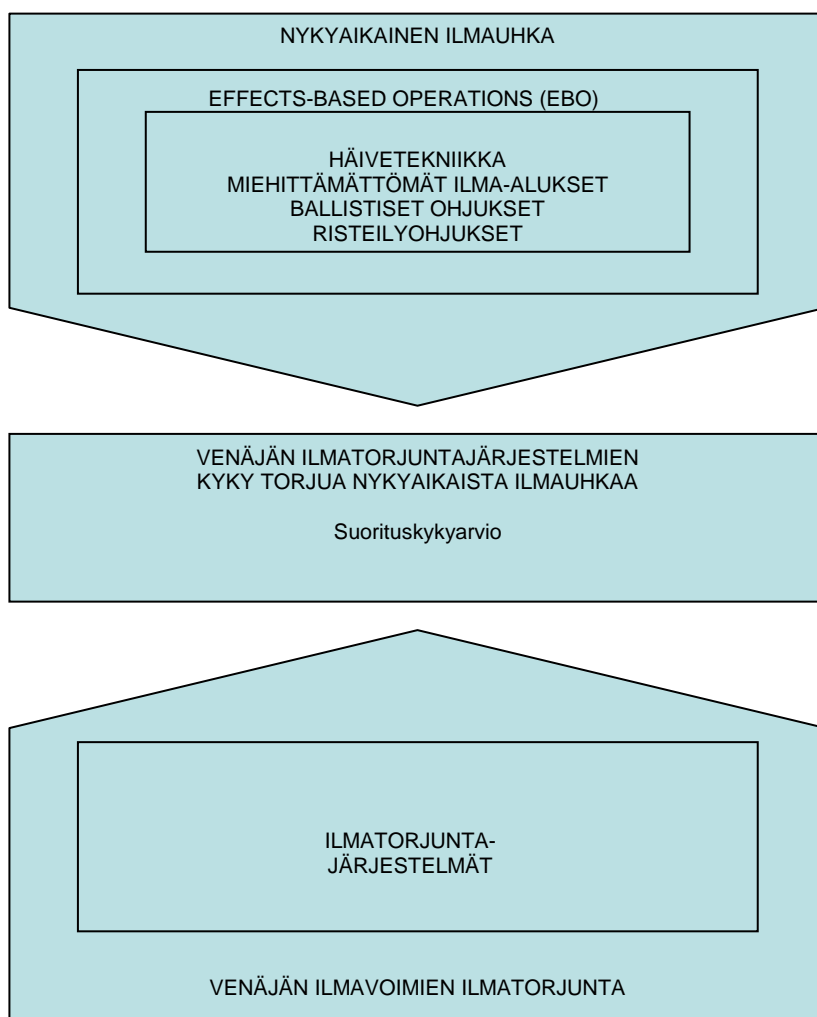 NYKYAIKAINEN ILMAUHKA
EFFECTS-BASED OPERATIONS (EBO)
HÄIVETEKNIIKKA
MIEHITTÄMÄTTÖMÄT ILMA-ALUKSET
BALLISTISET OHJUKSET
RISTEILYOHJUKSET
VENÄJÄN ILMATORJUNTAJÄRJESTELMIEN
KYKY TORJUA NYKYAIKAISTA ILMAUHKAA
Suorituskykyarvio
ILMATORJUNTA-
JÄRJESTELMÄT
VENÄJÄN ILMAVOIMIEN ILMATORJUNTA